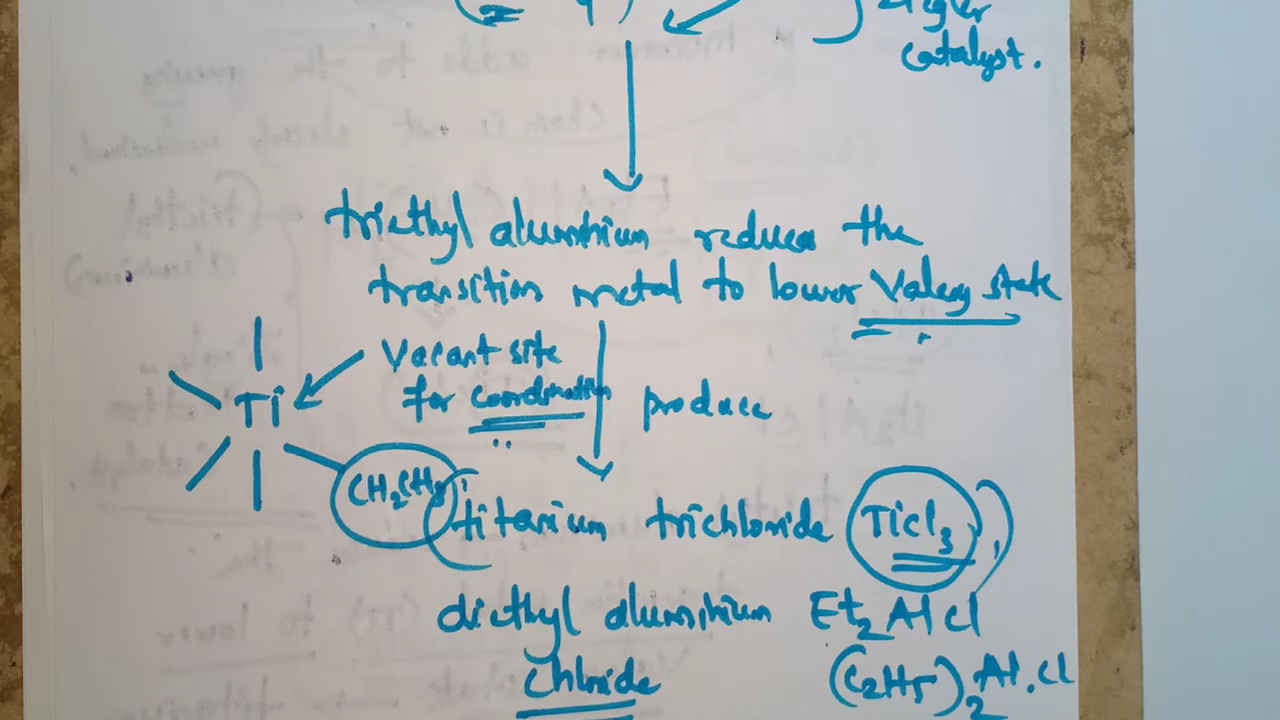 Ziegler
catalyst.
triethyl aluminium reduces the
transition metal to lower Valency state
Vacant site
for coordination
produce
Ti
CH₂CH₃
(titanium trichloride (TiCl₃),)
diethyl aluminium Et₂AlCl
chloride (C₂H₅)₂Al.Cl